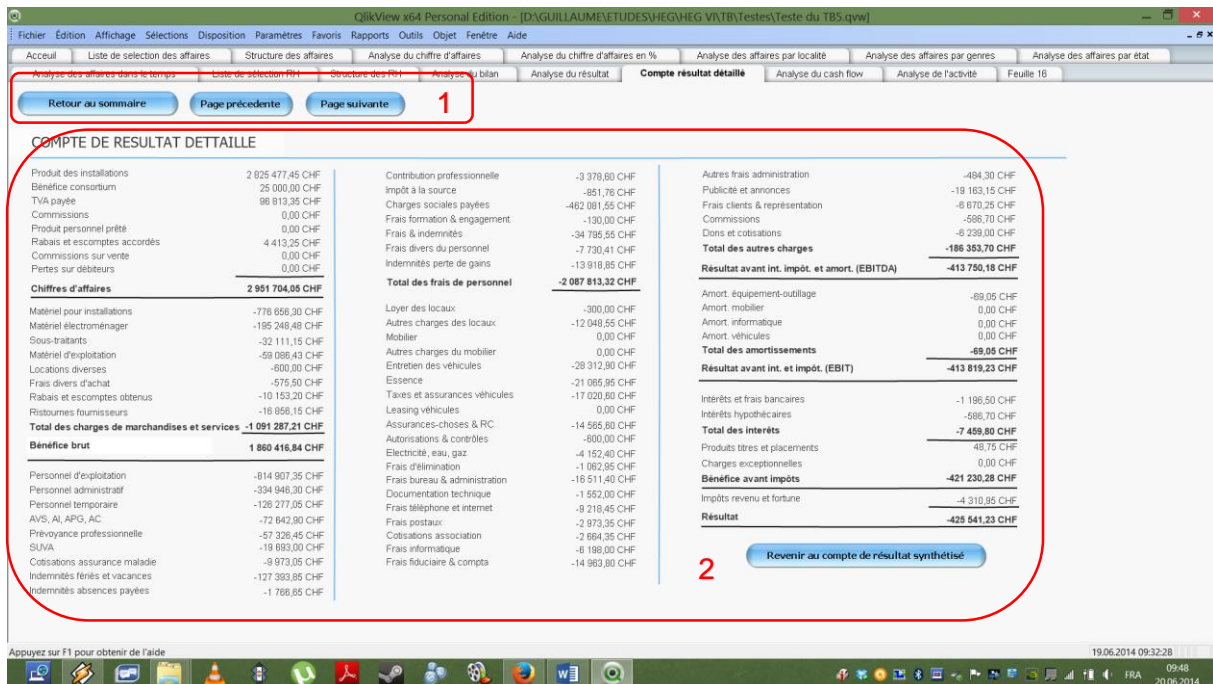 QlikView x64 Personal Edition - [D:\GUILLAUME\ETUDES\HEG\HEG VI\TB\Testes\Teste du TB5.qvw]
Fichier Édition Affichage Sélections Disposition Paramètres Favoris Rapports Outils Objet Fenêtre Aide
Acceuil Liste de selection des affaires Structure des affaires Analyse du chiffre d'affaires Analyse du chiffre d'affaires en % Analyse des affaires par localité Analyse des affaires par genres Analyse des affaires par état
Analyse des affaires dans le temps Liste de sélection RH Structure des RH Analyse du bilan Analyse du résultat Compte résultat détaillé Analyse du cash flow Analyse de l'activité Feuille 16
Retour au sommaire Page précedente Page suivante 1
COMPTE DE RESULTAT DETTAILLE
Produit des installations 2 825 477,45 CHF
Bénéfice consortium 25 000,00 CHF
TVA payée 96 813,35 CHF
Commissions 0,00 CHF
Produit personnel prêté 0,00 CHF
Rabais et escomptes accordés 4 413,25 CHF
Commissions sur vente 0,00 CHF
Pertes sur débiteurs 0,00 CHF
Chiffres d'affaires 2 951 704,05 CHF
Matériel pour installations -776 656,30 CHF
Matériel électroménager -195 248,48 CHF
Sous-traitants -32 111,15 CHF
Matériel d'exploitation -59 086,43 CHF
Locations diverses -600,00 CHF
Frais divers d'achat -575,50 CHF
Rabais et escomptes obtenus -10 153,20 CHF
Ristournes fournisseurs -16 856,15 CHF
Total des charges de marchandises et services -1 091 287,21 CHF
Bénéfice brut 1 860 416,84 CHF
Personnel d'exploitation -814 907,35 CHF
Personnel administratif -334 946,30 CHF
Personnel temporaire -126 277,05 CHF
AVS, AI, APG, AC -72 642,90 CHF
Prévoyance professionnelle -57 326,45 CHF
SUVA -19 693,00 CHF
Cotisations assurance maladie -9 973,05 CHF
Indemnités fériés et vacances -127 393,85 CHF
Indemnités absences payées -1 766,65 CHF
Contribution professionnelle -3 378,60 CHF
Impôt à la source -851,76 CHF
Charges sociales payées -462 081,55 CHF
Frais formation & engagement -130,00 CHF
Frais & indemnités -34 795,55 CHF
Frais divers du personnel -7 730,41 CHF
Indemnités perte de gains -13 918,85 CHF
Total des frais de personnel -2 087 813,32 CHF
Loyer des locaux -300,00 CHF
Autres charges des locaux -12 048,55 CHF
Mobilier 0,00 CHF
Autres charges du mobilier 0,00 CHF
Entretien des véhicules -28 312,90 CHF
Essence -21 065,95 CHF
Taxes et assurances véhicules -17 020,60 CHF
Leasing véhicules 0,00 CHF
Assurances-choses & RC -14 565,60 CHF
Autorisations & contrôles -600,00 CHF
Electricité, eau, gaz -4 152,40 CHF
Frais d'élimination -1 062,95 CHF
Frais bureau & administration -16 511,40 CHF
Documentation technique -1 552,00 CHF
Frais téléphone et internet -9 218,45 CHF
Frais postaux -2 973,35 CHF
Cotisations association -2 664,35 CHF
Frais informatique -6 198,00 CHF
Frais fiduciaire & compta -14 963,80 CHF
Autres frais administration -484,30 CHF
Publicité et annonces -19 163,15 CHF
Frais clients & représentation -6 670,25 CHF
Commissions -586,70 CHF
Dons et cotisations -6 239,00 CHF
Total des autres charges -186 353,70 CHF
Résultat avant int. impôt. et amort. (EBITDA) -413 750,18 CHF
Amort. équipement-outillage -69,05 CHF
Amort. mobilier 0,00 CHF
Amort. informatique 0,00 CHF
Amort. véhicules 0,00 CHF
Total des amortissements -69,05 CHF
Résultat avant int. et impôt. (EBIT) -413 819,23 CHF
Intérêts et frais bancaires -1 196,50 CHF
Intérêts hypothécaires -586,70 CHF
Total des interêts -7 459,80 CHF
Produits titres et placements 48,75 CHF
Charges exceptionnelles 0,00 CHF
Bénéfice avant impôts -421 230,28 CHF
Impôts revenu et fortune -4 310,95 CHF
Résultat -425 541,23 CHF
2 Revenir au compte de résultat synthétisé
Appuyez sur F1 pour obtenir de l'aide 19.06.2014 09:32:28
FRA 09:48
20.06.2014